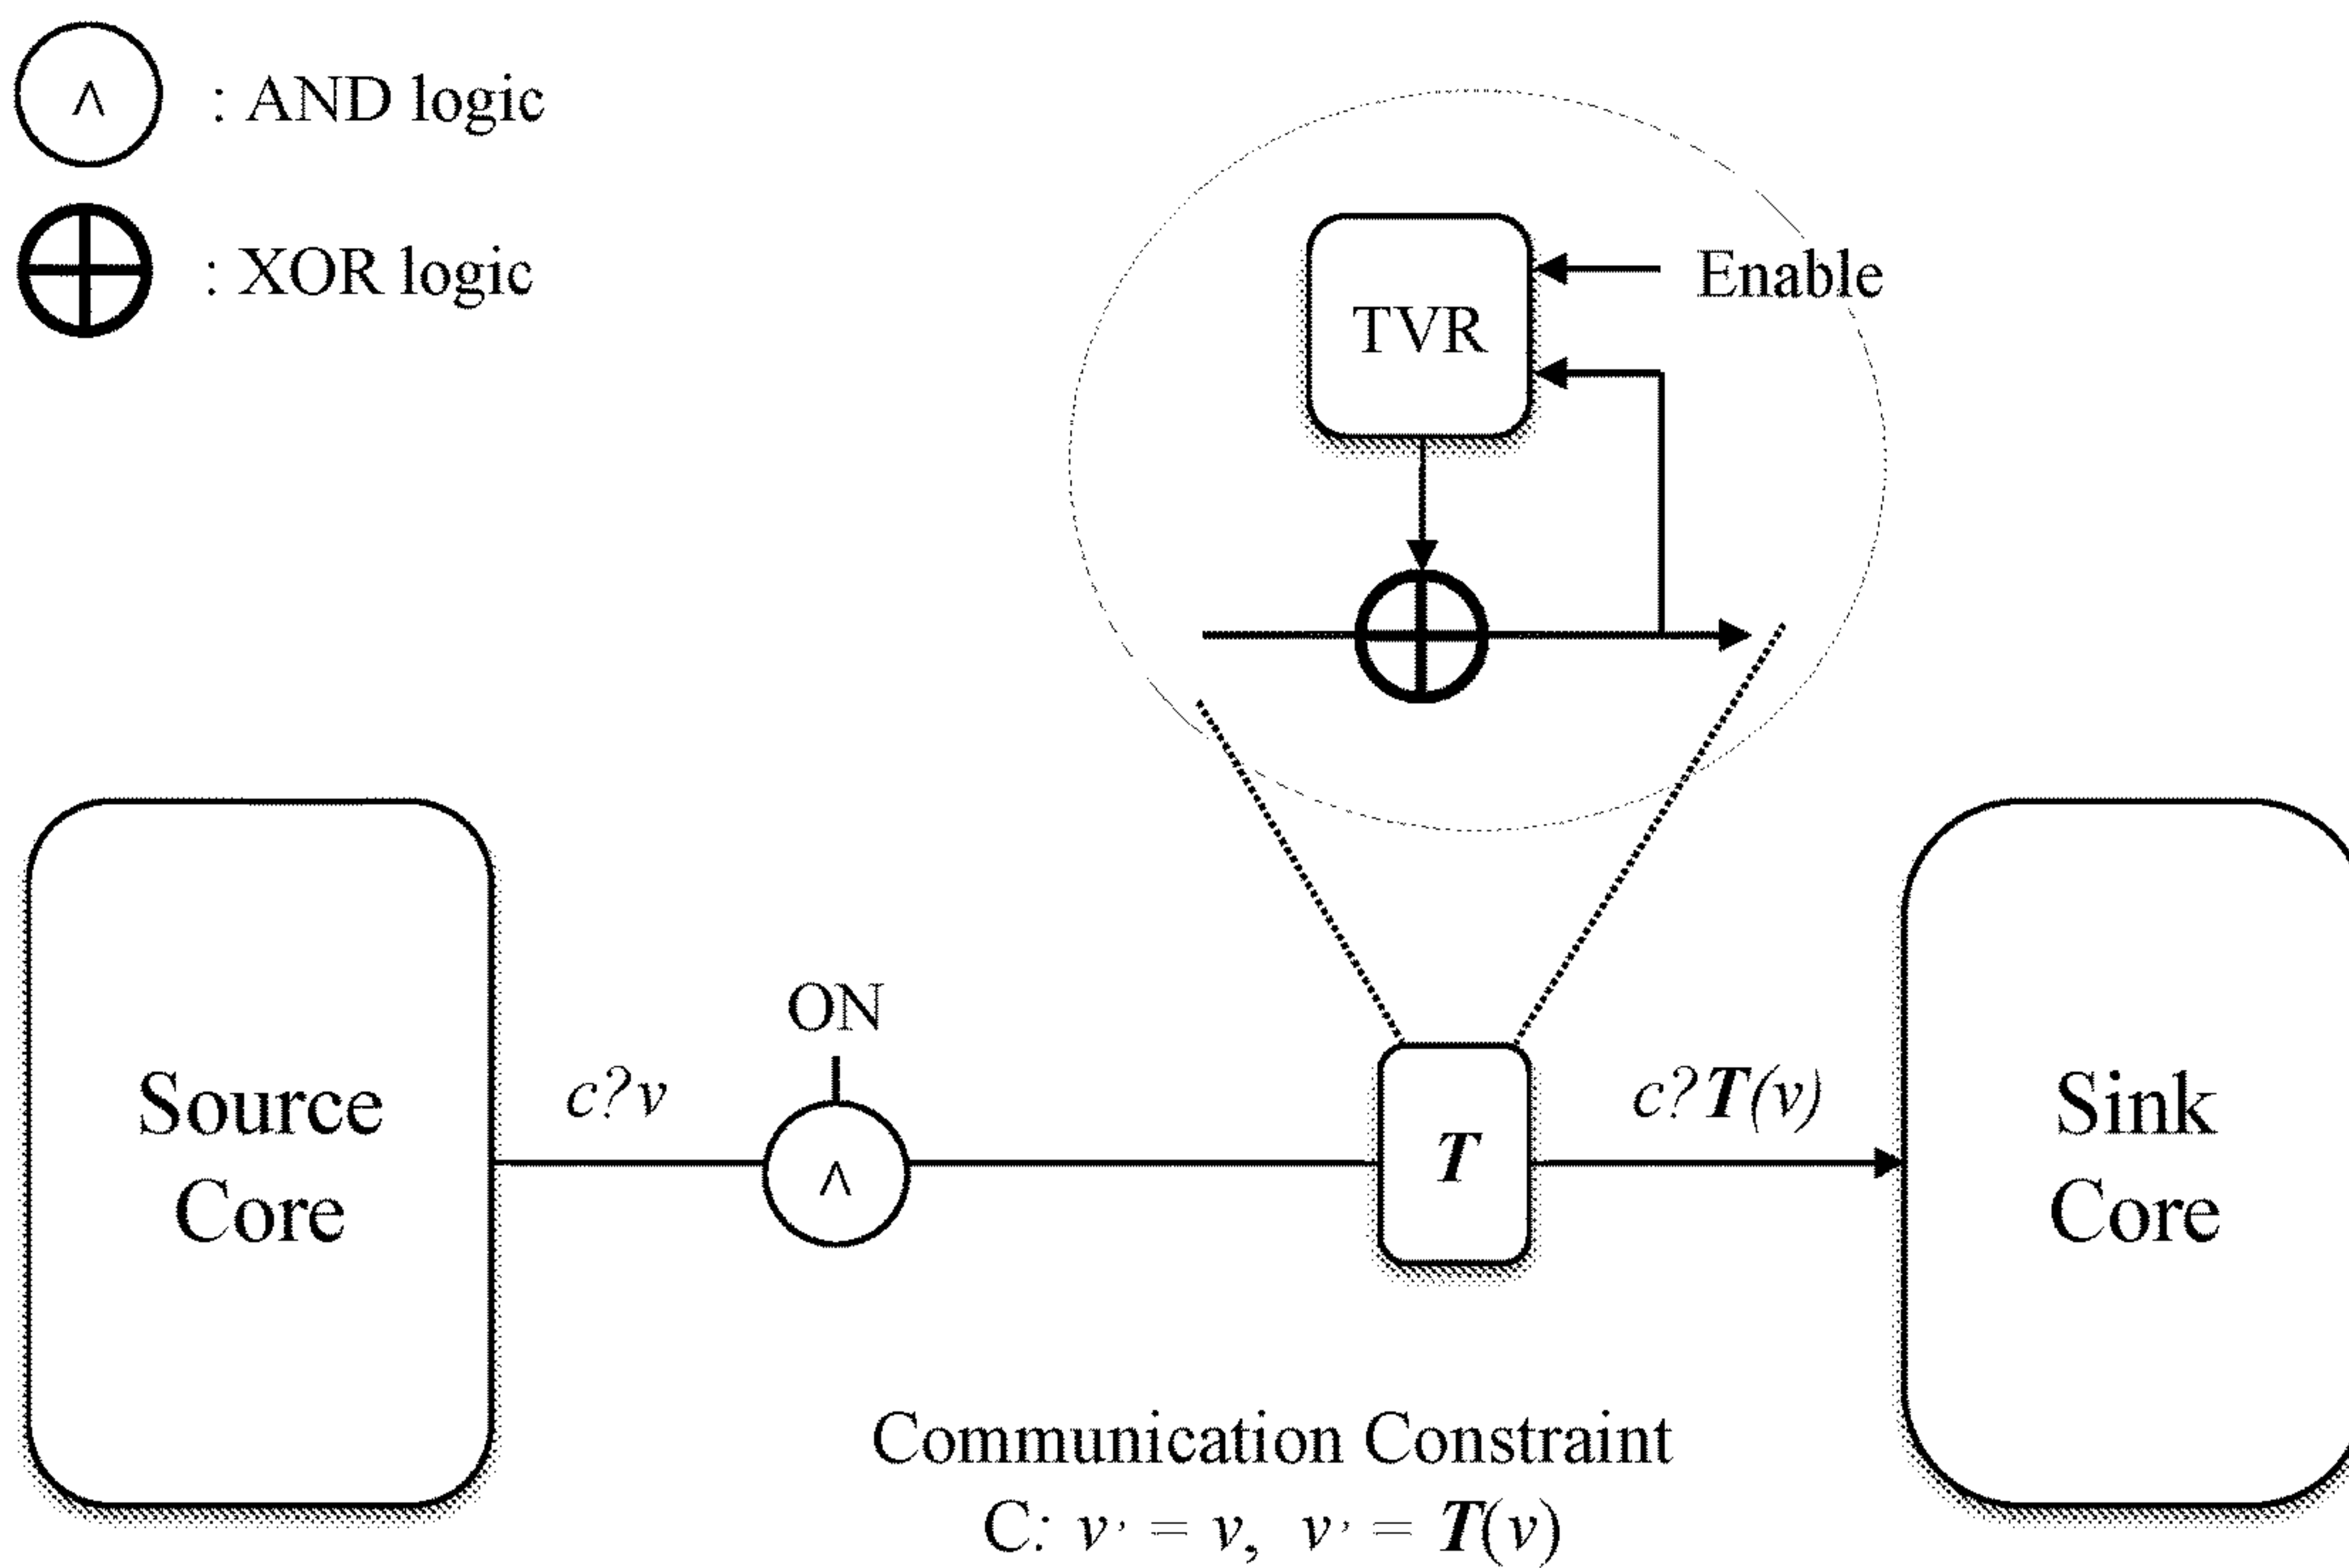 ^ : AND logic
: XOR logic
Enable
TVR
ON
c?v
c?T(v)
Source
Core
^
T
Sink
Core
Communication Constraint
C: v' = v, v' = T(v)